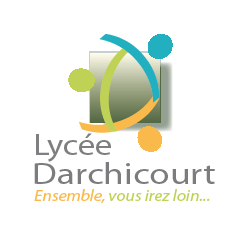 Lycée
Darchicourt
Ensemble, vous irez loin...